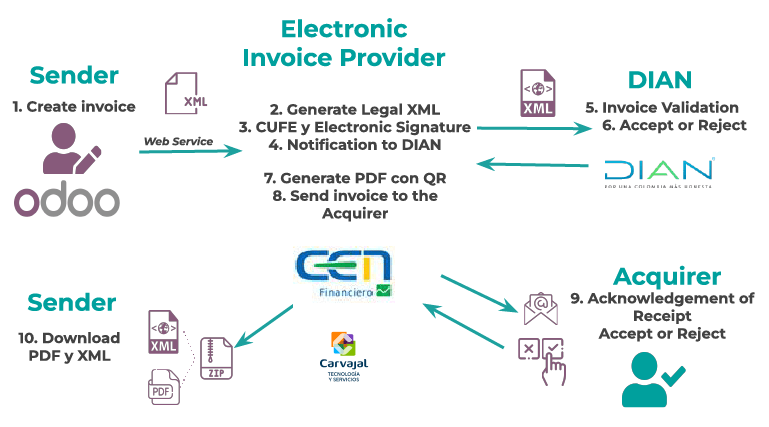 Electronic
Invoice Provider
Sender
1. Create invoice
XML
Web Service
odoo
2. Generate Legal XML
3. CUFE y Electronic Signature
4. Notification to DIAN
7. Generate PDF con QR
8. Send invoice to the
Acquirer
XML
DIAN
5. Invoice Validation
6. Accept or Reject
DIAN
POR UNA COLOMBIA MÁS HONESTA
CEN
Financiero
Carvajal
TECNOLOGÍA
Y SERVICIOS
Sender
10. Download
PDF y XML
XML
PDF
ZIP
Acquirer
9. Acknowledgement of
Receipt
Accept or Reject